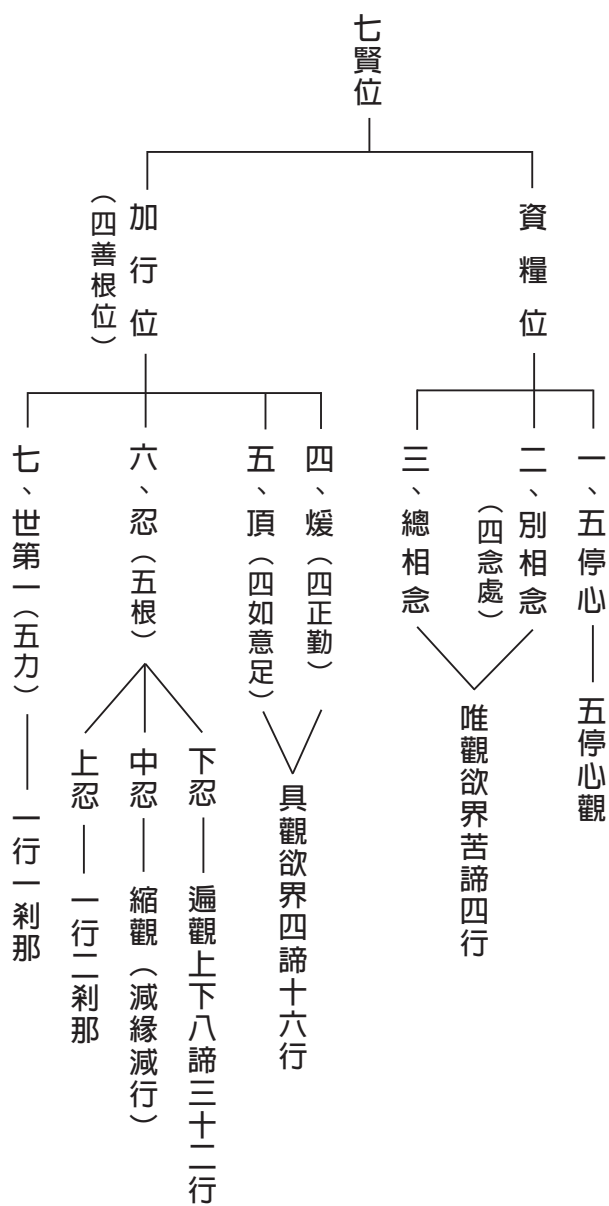 七賢位
資糧位
一、五停心
五停心觀
二、別相念
（四念處）
三、總相念
唯觀欲界苦諦四行
加行位
（四善根位）
四、煖（四正勤）
五、頂（四如意足）
具觀欲界四諦十六行
六、忍（五根）
下忍
遍觀上下八諦三十二行
中忍
縮觀（減緣減行）
上忍
一行二剎那
七、世第一（五力）
一行一剎那